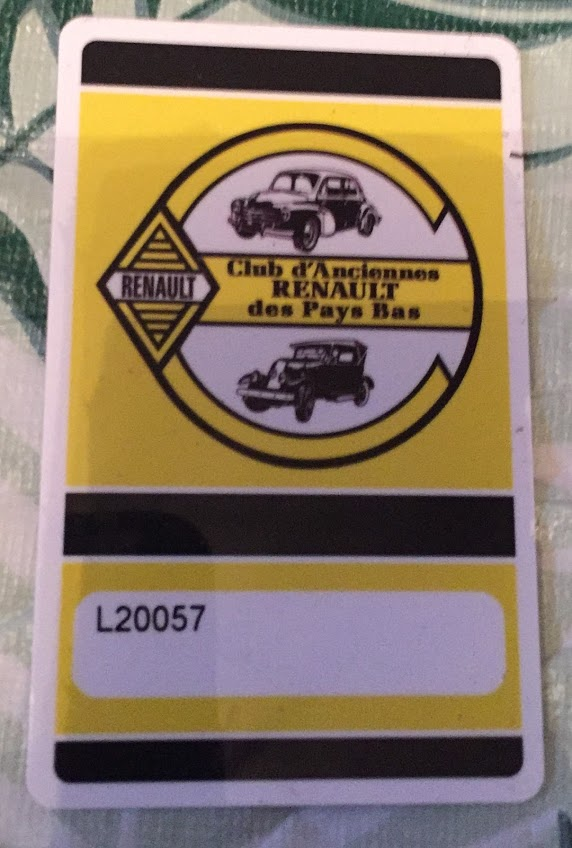 Club d'Anciennes
RENAULT
RENAULT
des Pays Bas
L20057